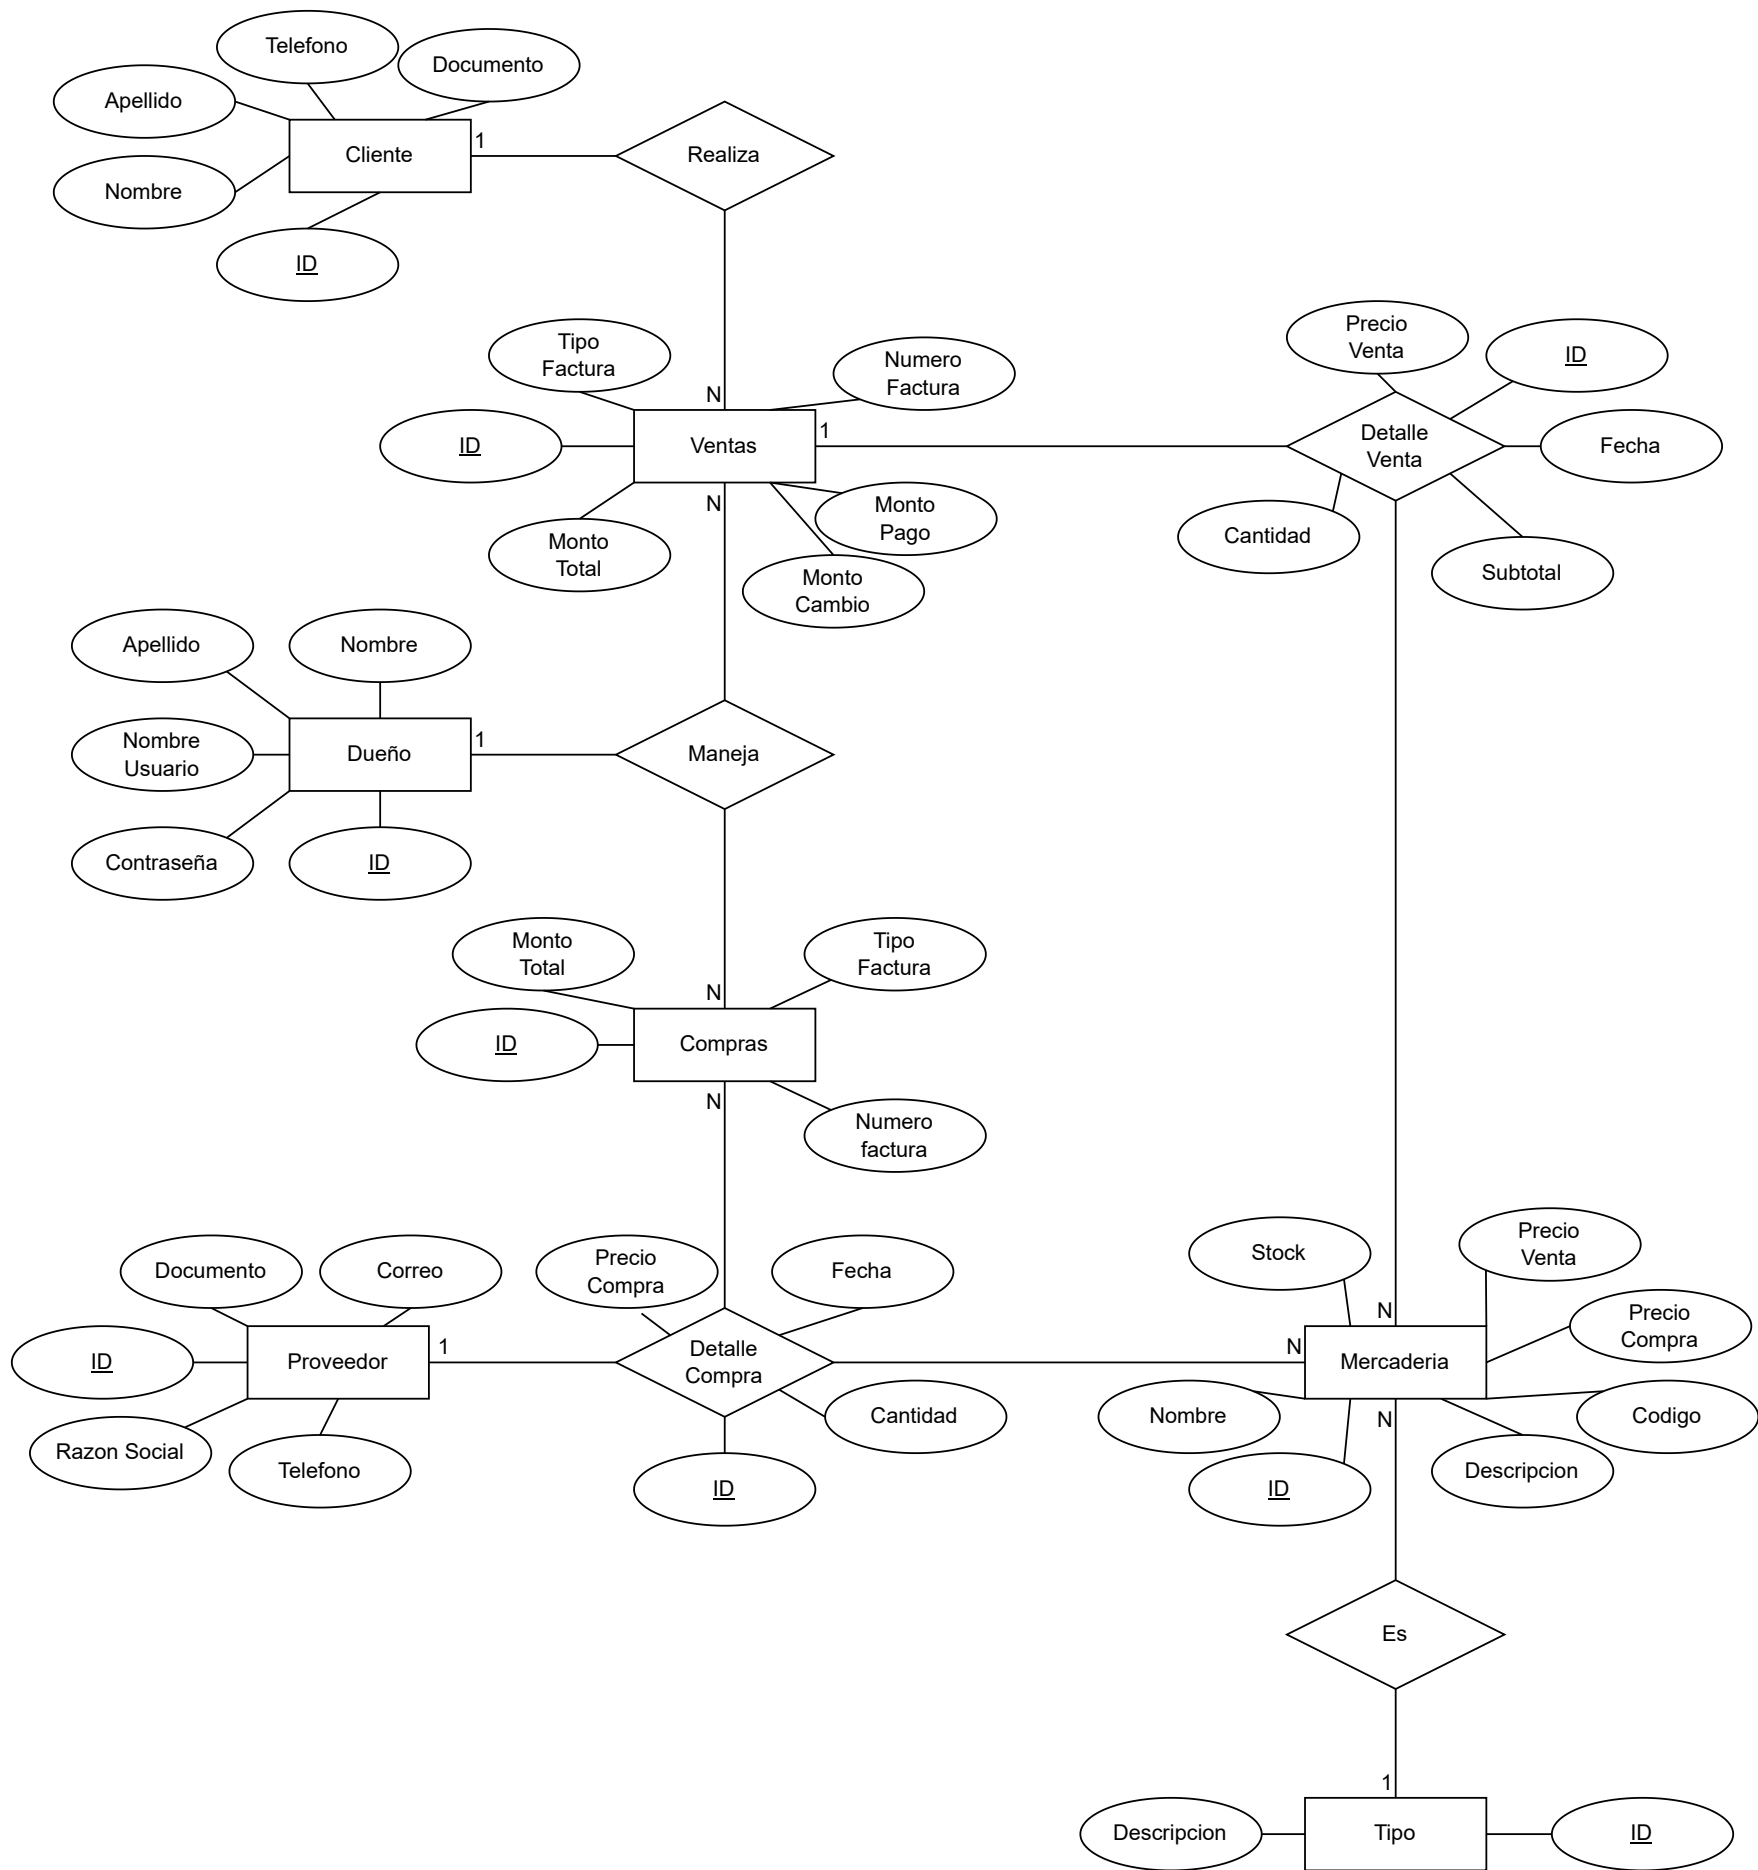 Telefono
Documento
Apellido
Cliente
1
Realiza
Nombre
ID
Tipo
Factura
Numero
Factura
Precio
Venta
ID
N
ID
Ventas
1
Detalle
Venta
Fecha
N
Monto
Total
Monto
Pago
Monto
Cambio
Cantidad
Subtotal
Apellido
Nombre
Nombre
Usuario
Dueño
1
Maneja
Contraseña
ID
Monto
Total
Tipo
Factura
N
ID
Compras
N
Numero
factura
Documento
Correo
Precio
Compra
Fecha
Stock
Precio
Venta
ID
Proveedor
1
Detalle
Compra
N
N
Mercaderia
Precio
Compra
Razon Social
Telefono
Cantidad
ID
Nombre
N
Codigo
ID
Descripcion
Es
1
Descripcion
Tipo
ID